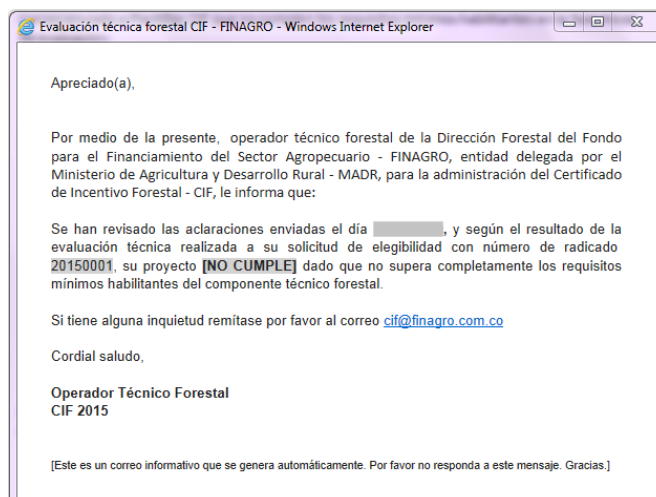 Evaluación técnica forestal CIF - FINAGRO - Windows Internet Explorer
Apreciado(a),
Por medio de la presente, operador técnico forestal de la Dirección Forestal del Fondo
para el Financiamiento del Sector Agropecuario - FINAGRO, entidad delegada por el
Ministerio de Agricultura y Desarrollo Rural - MADR, para la administración del Certificado
de Incentivo Forestal - CIF, le informa que:
Se han revisado las aclaraciones enviadas el día , y según el resultado de la
evaluación técnica realizada a su solicitud de elegibilidad con número de radicado
20150001, su proyecto [NO CUMPLE] dado que no supera completamente los requisitos
mínimos habilitantes del componente técnico forestal.
Si tiene alguna inquietud remítase por favor al correo cif@finagro.com.co
Cordial saludo,
Operador Técnico Forestal
CIF 2015
[Este es un correo informativo que se genera automáticamente. Por favor no responda a este mensaje. Gracias.]